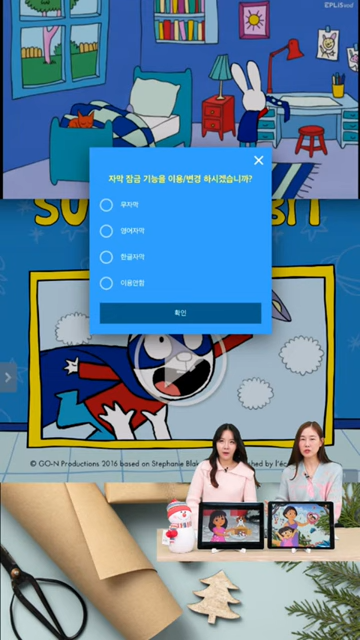 EPLiSood
자막 잠금 기능을 이용/변경 하시겠습니까?
무자막
영어자막
한글자막
이용안함
확인
© GO-N Productions 2016 based on Stephanie Bla
hed by l'éc